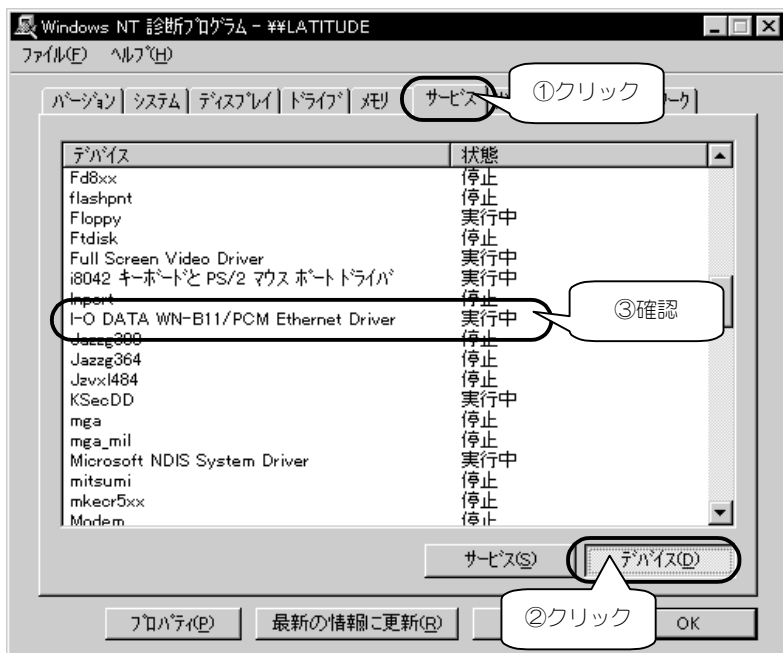 Windows NT 診断ﾌﾟﾛｸﾞﾗﾑ - ¥¥LATITUDE
ﾌｧｲﾙ(F) ﾍﾙﾌﾟ(H)
ﾊﾞｰｼﾞｮﾝ ｼｽﾃﾑ ﾃﾞｨｽﾌﾟﾚｲ ﾄﾞﾗｲﾌﾞ ﾒﾓﾘ ｻｰﾋﾞｽ
①クリック
ﾃﾞﾊﾞｲｽ 状態
Fd8xx 停止
flashpnt 停止
Floppy 実行中
Ftdisk 停止
Full Screen Video Driver 実行中
i8042 ｷｰﾎﾞｰﾄﾞと PS/2 ﾏｳｽ ﾎﾟｰﾄ ﾄﾞﾗｲﾊﾞ 実行中
Inport 停止
I-O DATA WN-B11/PCM Ethernet Driver 実行中
③確認
Jazzg300 停止
Jazzg364 停止
Jzvxl484 停止
KSecDD 実行中
mga 停止
mga_mil 停止
Microsoft NDIS System Driver 実行中
mitsumi 停止
mkecr5xx 停止
Modem 停止
ｻｰﾋﾞｽ(S) ﾃﾞﾊﾞｲｽ(D)
②クリック
ﾌﾟﾛﾊﾟﾃｨ(P) 最新の情報に更新(R) OK